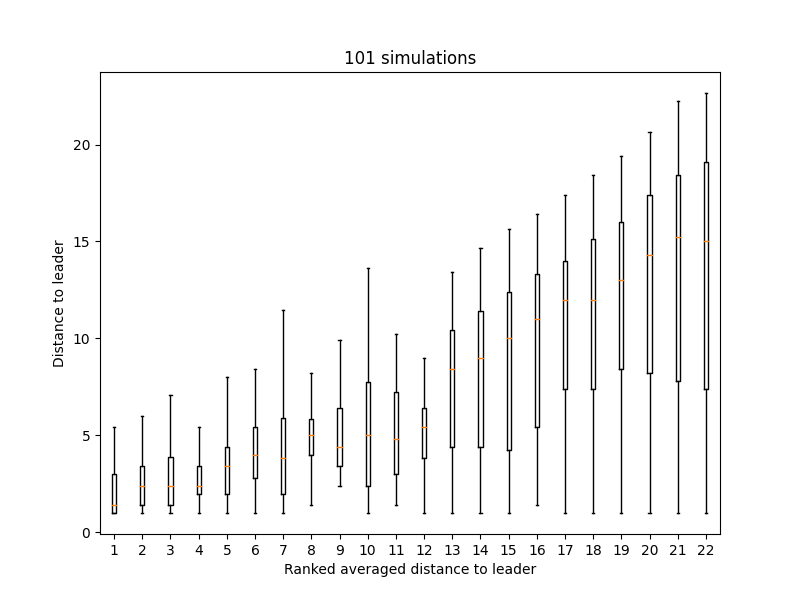 101 simulations
Distance to leader
20
15
10
5
0
1 2 3 4 5 6 7 8 9 10 11 12 13 14 15 16 17 18 19 20 21 22
Ranked averaged distance to leader